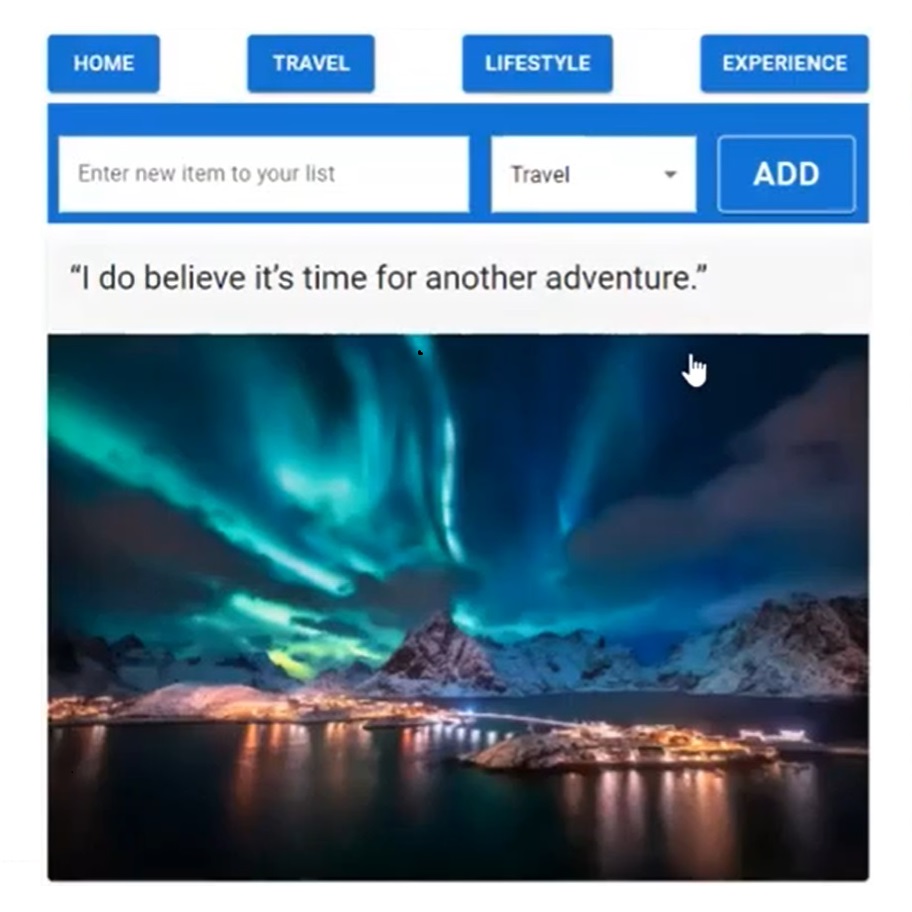 HOME TRAVEL LIFESTYLE EXPERIENCE
Enter new item to your list Travel ADD
“I do believe it’s time for another adventure.”